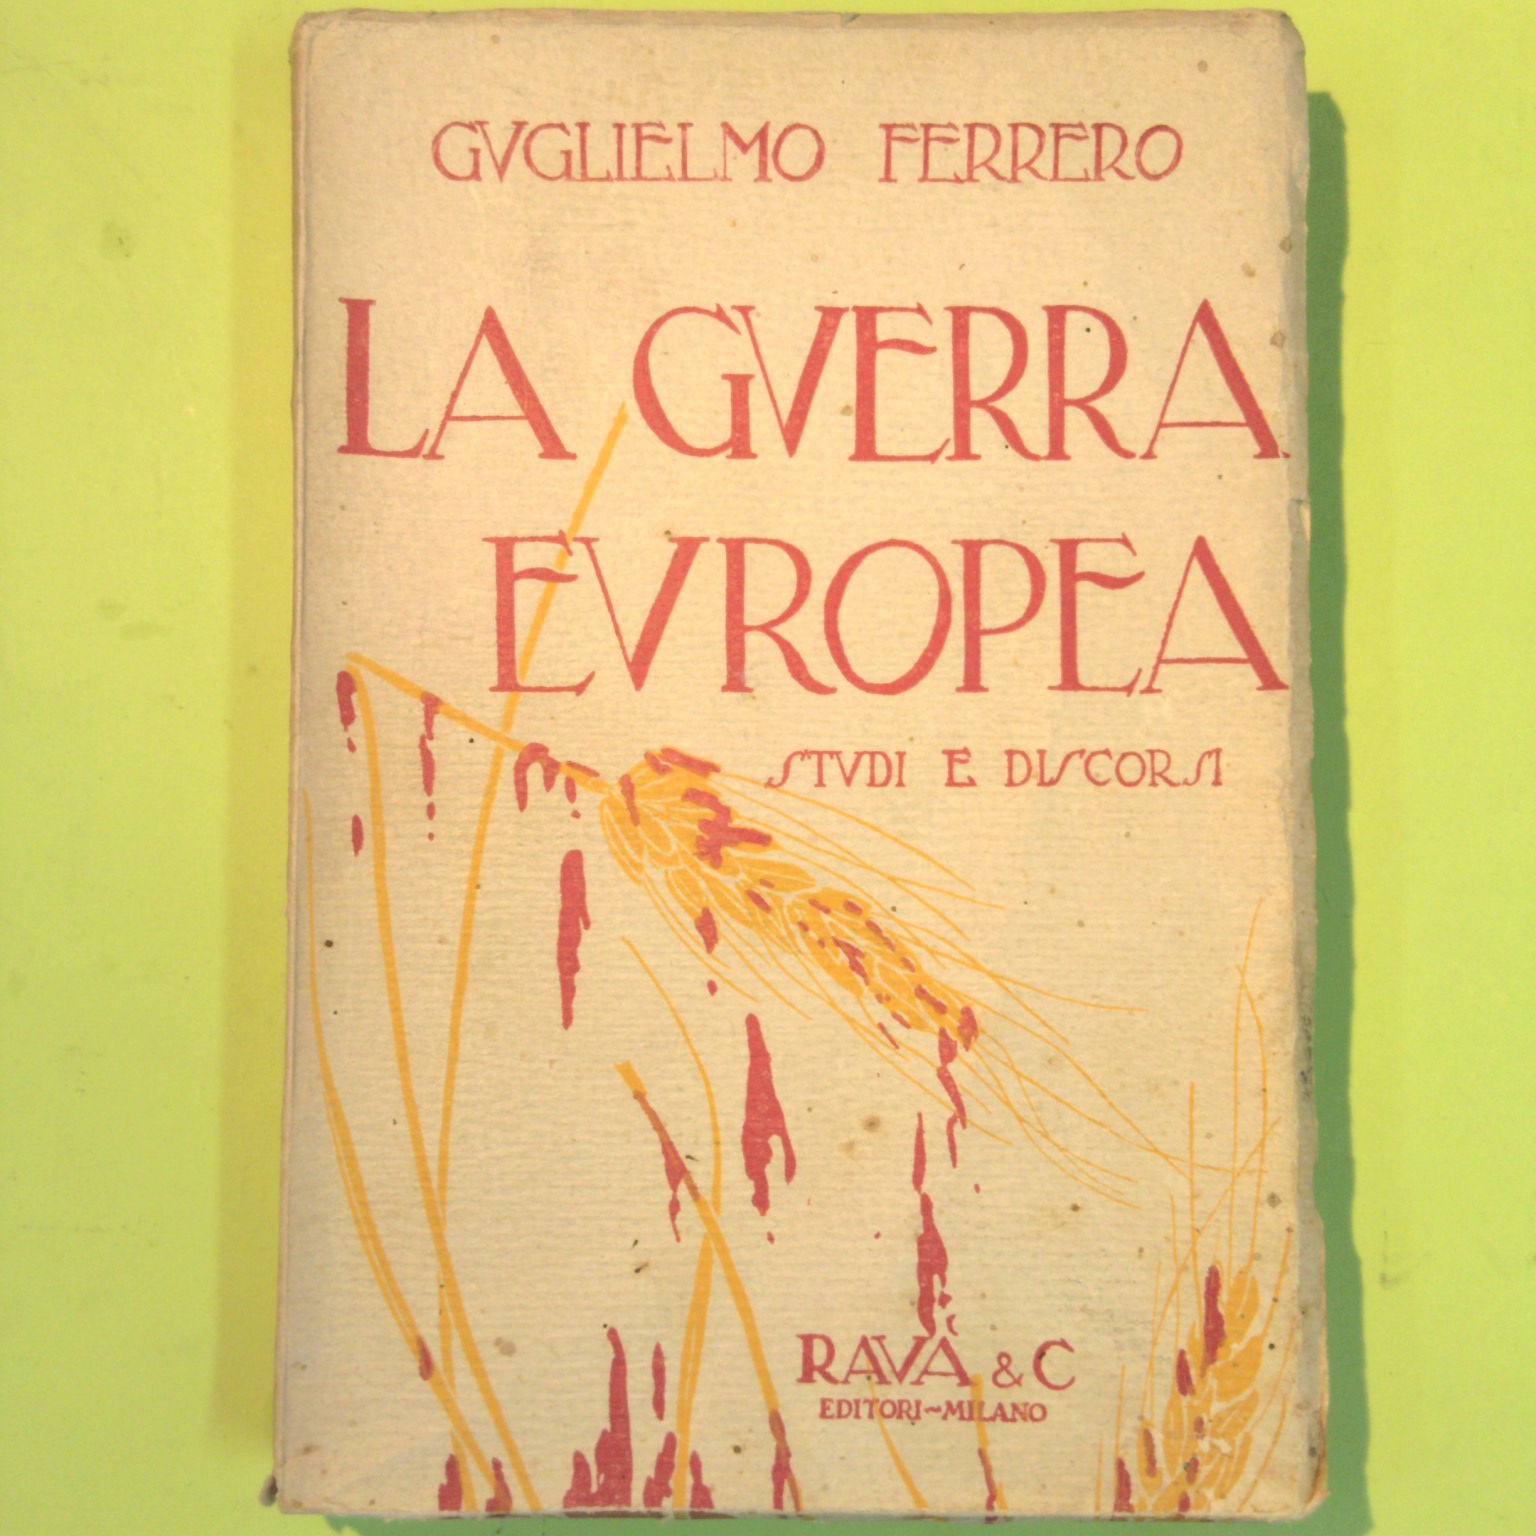 GVGLIELMO FERRERO
LA GVERRA
EVROPEA
STVDI E DISCORSI
RAVÀ & C
EDITORI~MILANO